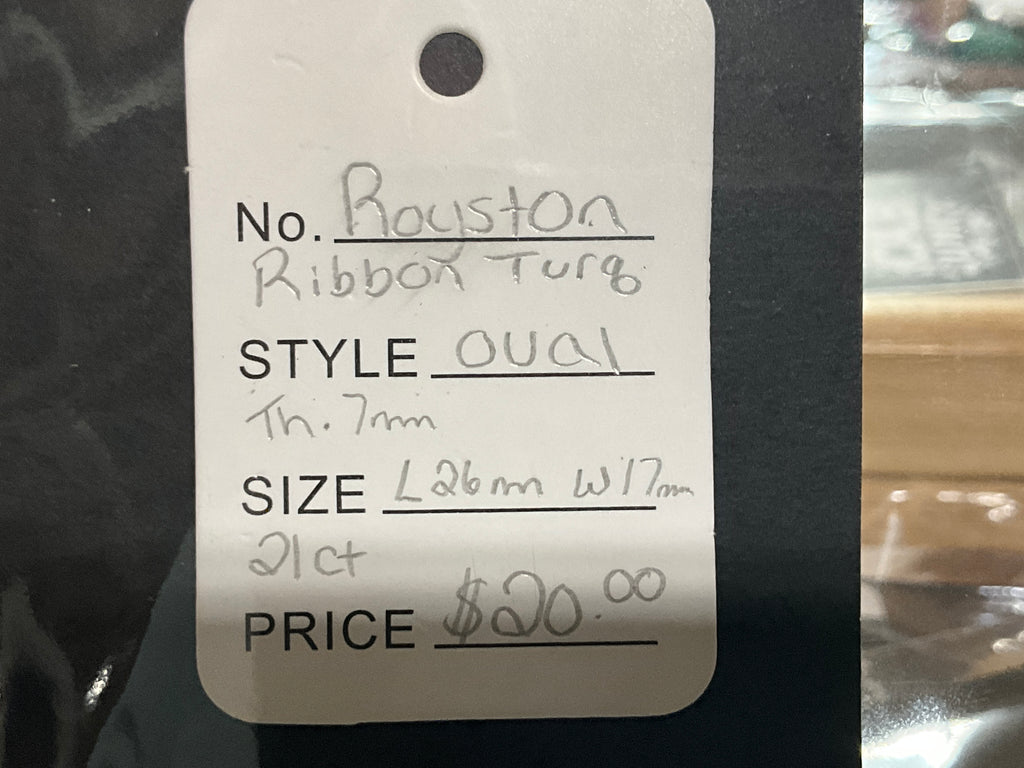 No. Royston
Ribbon Turq
STYLE oval
Th. 7mm
SIZE L26mm W17mm
21ct
PRICE $20.00